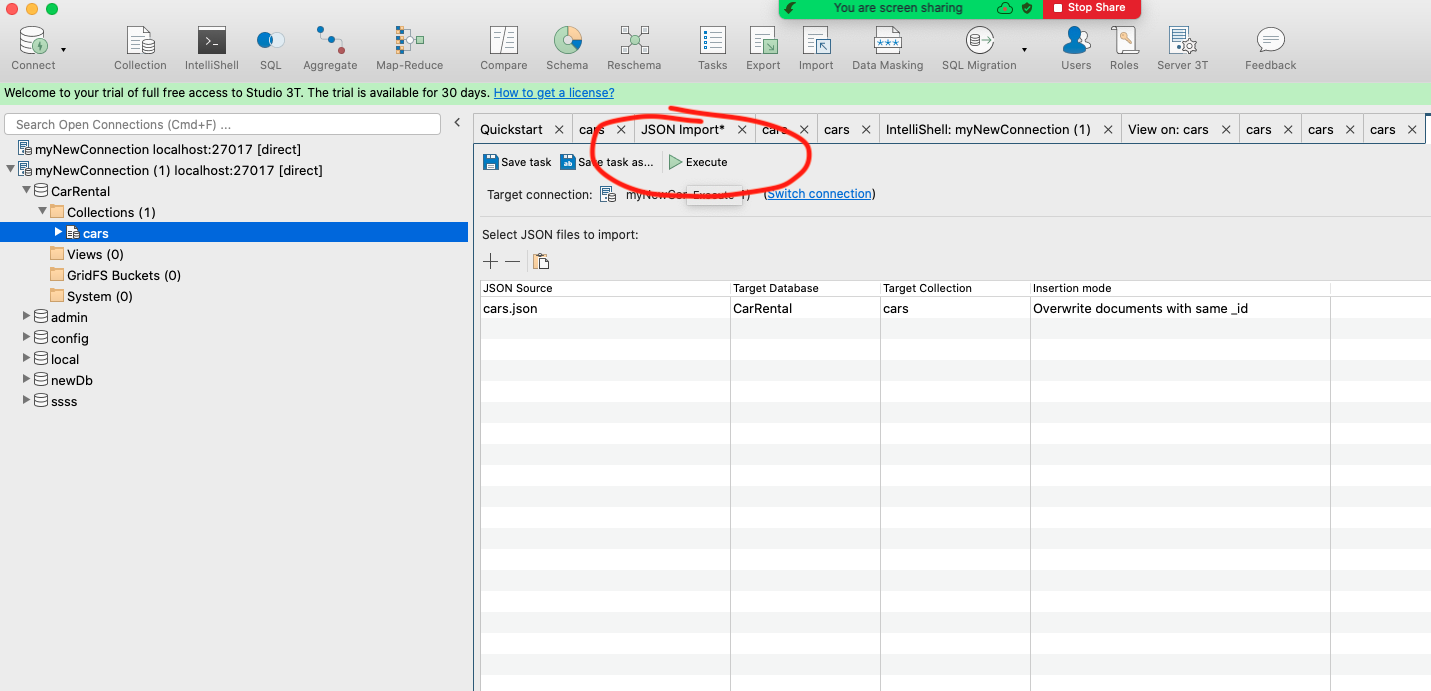 You are screen sharing Stop Share
Connect Collection IntelliShell SQL Aggregate Map-Reduce Compare Schema Reschema Tasks Export Import Data Masking SQL Migration Users Roles Server 3T Feedback
Welcome to your trial of full free access to Studio 3T. The trial is available for 30 days. How to get a license?
Search Open Connections (Cmd+F) ...
myNewConnection localhost:27017 [direct]
myNewConnection (1) localhost:27017 [direct]
CarRental
Collections (1)
cars
Views (0)
GridFS Buckets (0)
System (0)
admin
config
local
newDb
ssss
Quickstart cars JSON Import* cars cars IntelliShell: myNewConnection (1) View on: cars cars cars cars
Save task Save task as... Execute
Target connection: (Switch connection)
Execute
Select JSON files to import:
JSON Source Target Database Target Collection Insertion mode
cars.json CarRental cars Overwrite documents with same _id